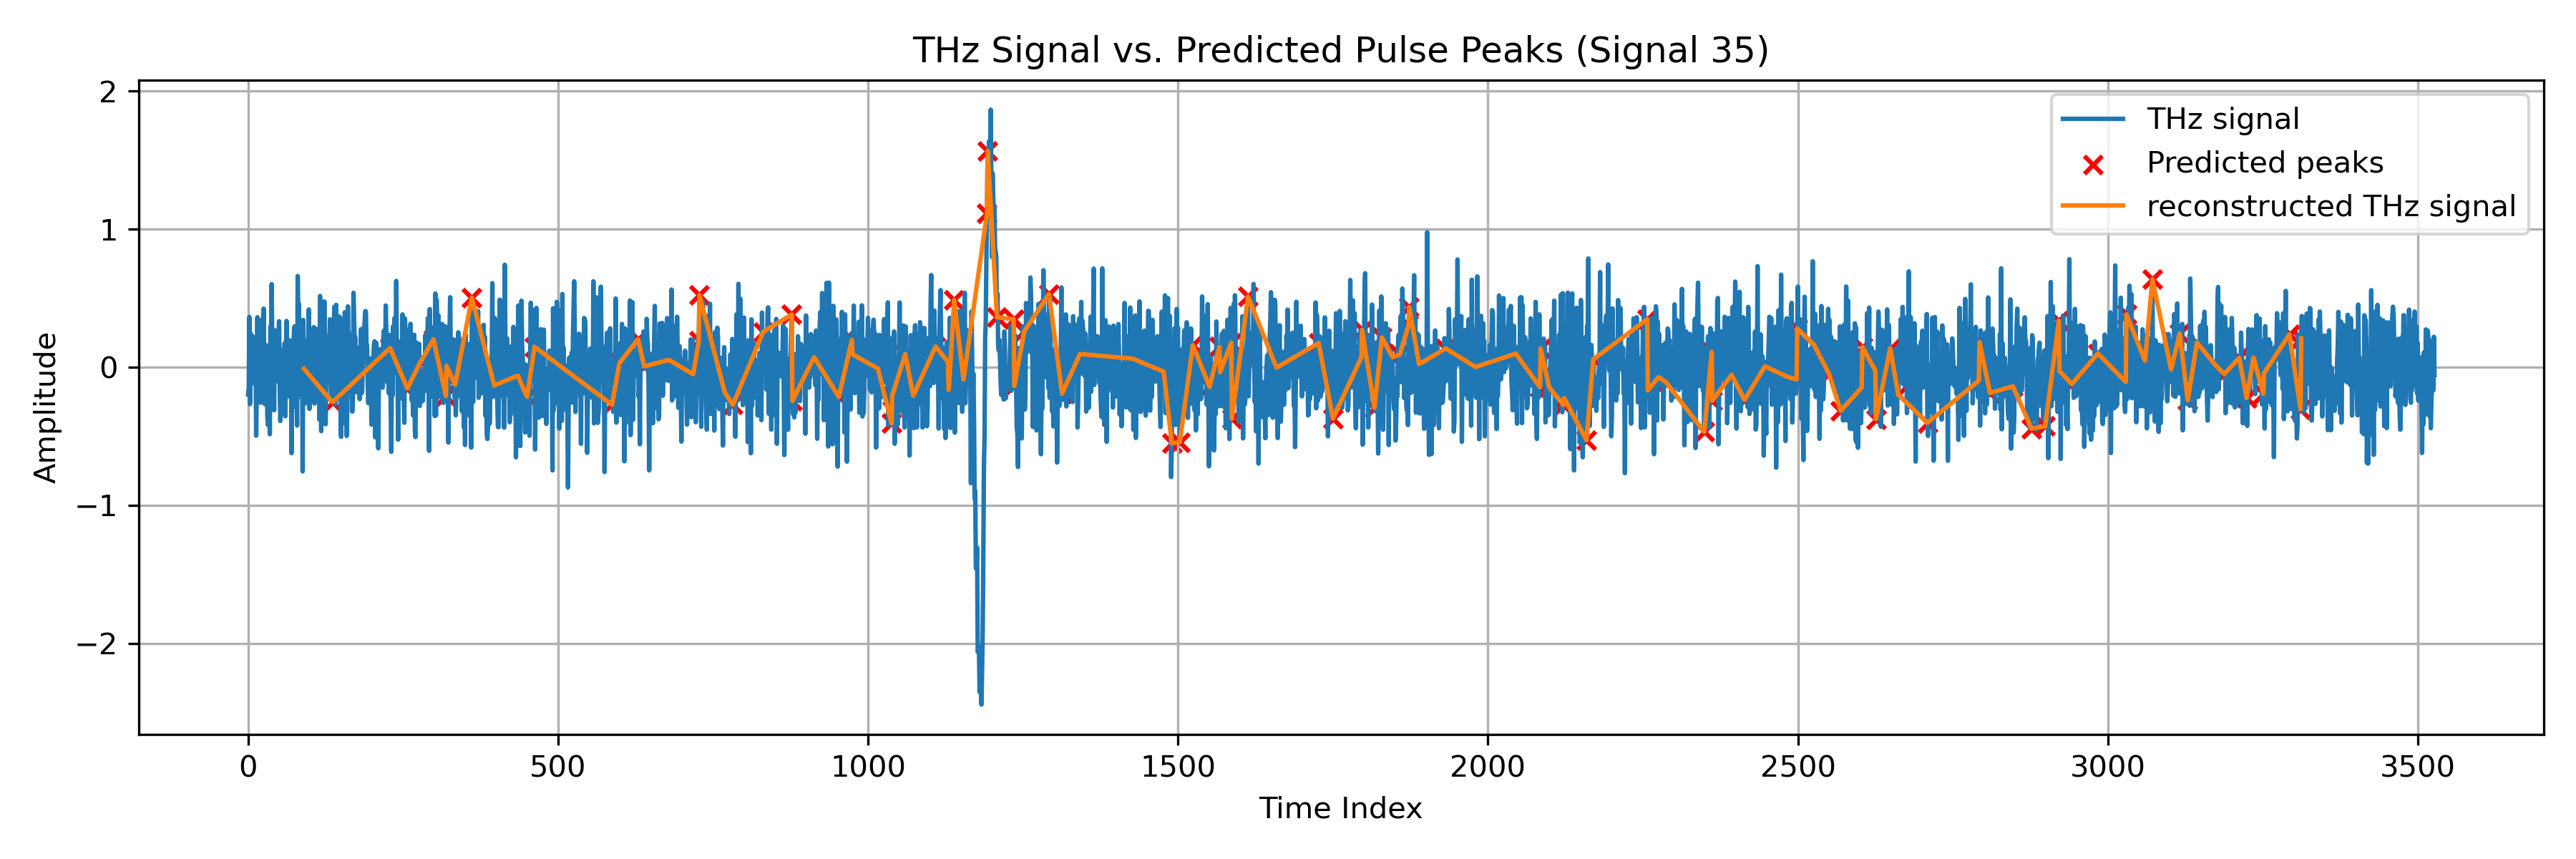 THz Signal vs. Predicted Pulse Peaks (Signal 35)
2
1
0
−1
−2
Amplitude
THz signal
Predicted peaks
reconstructed THz signal
0 500 1000 1500 2000 2500 3000 3500
Time Index